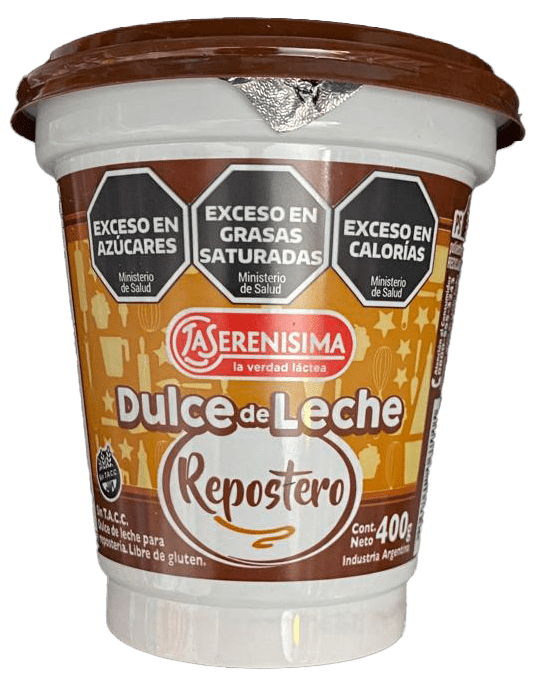 EXCESO EN
AZÚCARES
Ministerio
de Salud
EXCESO EN
GRASAS
SATURADAS
Ministerio
de Salud
EXCESO EN
CALORÍAS
Ministerio
de Salud
LA SERENISIMA
la verdad láctea
Dulce de Leche
Repostero
Sin T.A.C.C.
Sin T.A.C.C.
Dulce de leche para
repostería. Libre de gluten.
Cont.
Neto 400g
Industria Argentina